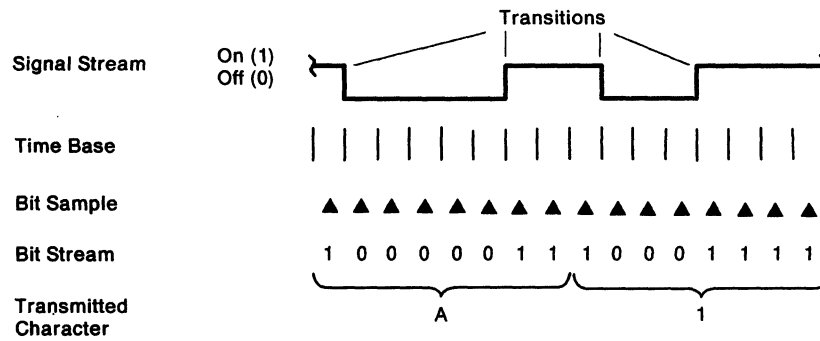 Transitions
Signal Stream
On (1)
Off (0)
Time Base
Bit Sample
Bit Stream 1 0 0 0 0 0 1 1 1 0 0 0 1 1 1 1
Transmitted
Character
A 1